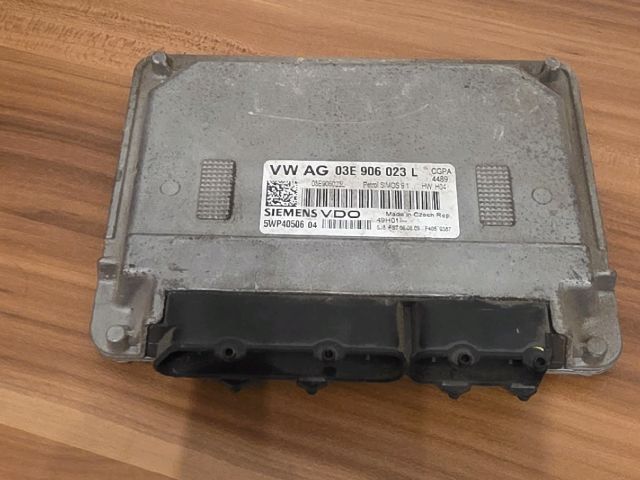 VW AG 03E 906 023 L CGPA
4489
03E906023L Petrol SIMOS 9.1 HW H04
SIEMENS VDO Made in Czech Rep.
5WP40506 04 49H01